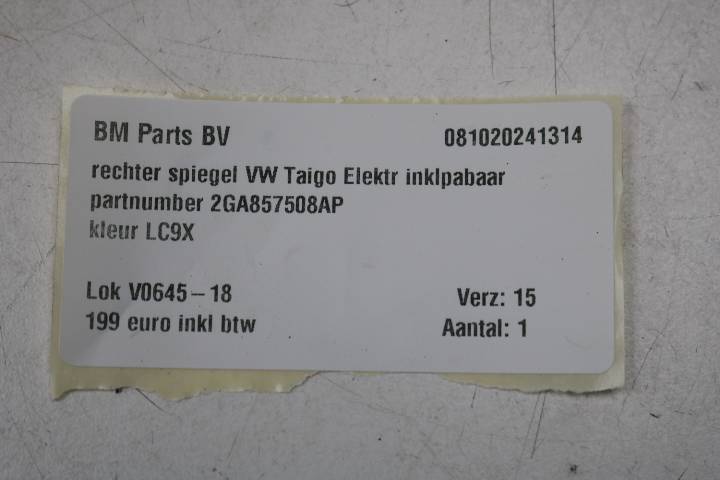 BM Parts BV 081020241314
rechter spiegel VW Taigo Elektr inklpabaar
partnumber 2GA857508AP
kleur LC9X
Lok V0645-18 Verz: 15
199 euro inkl btw Aantal: 1